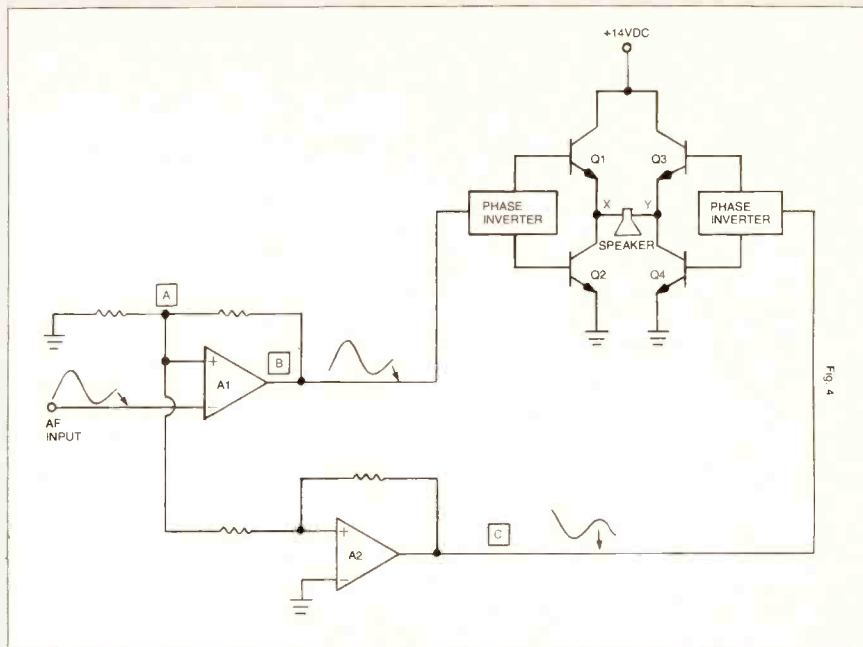 +14VDC
Q1
Q3
PHASE
INVERTER
X
Y
PHASE
INVERTER
SPEAKER
Q2
Q4
A
+
A1
-
B
AF
INPUT
Fig. 4
+
A2
-
C